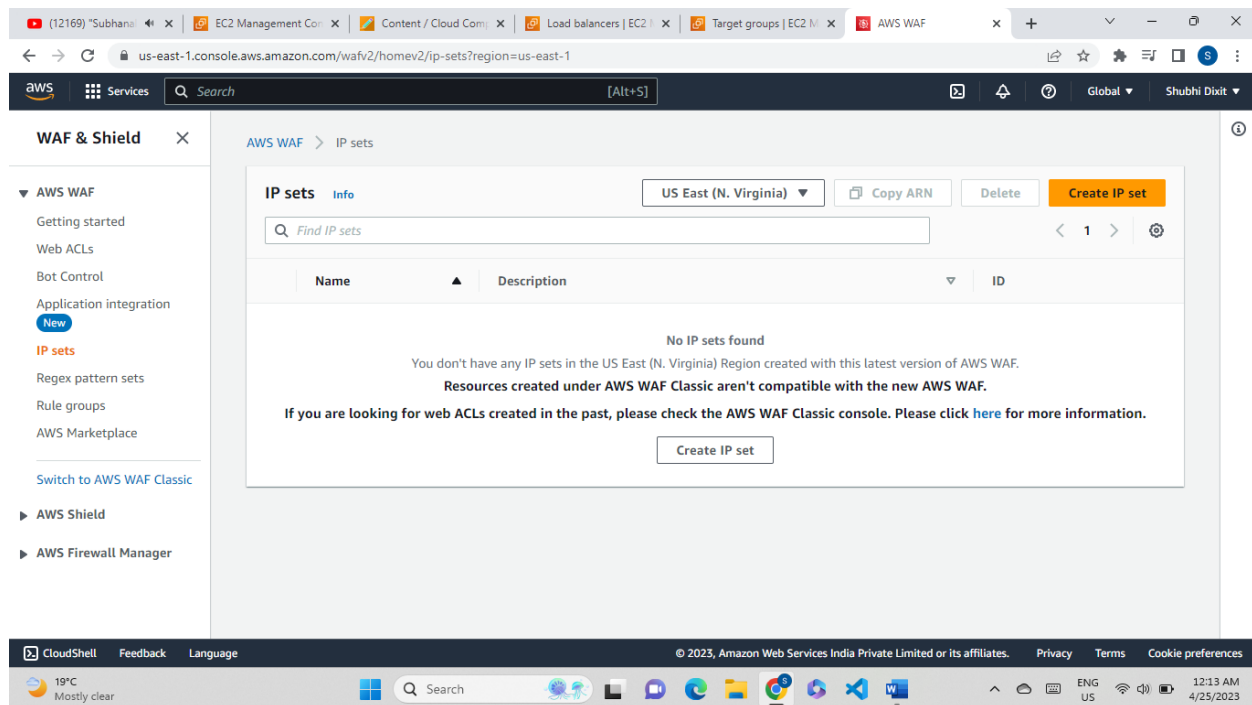 (12169) "Subhanal
EC2 Management Con
Content / Cloud Comp
Load balancers | EC2 M
Target groups | EC2 M
AWS WAF
us-east-1.console.aws.amazon.com/wafv2/homev2/ip-sets?region=us-east-1
S
aws
Services
Search
[Alt+S]
Global
Shubhi Dixit
WAF & Shield
AWS WAF
Getting started
Web ACLs
Bot Control
Application integration
New
IP sets
Regex pattern sets
Rule groups
AWS Marketplace
Switch to AWS WAF Classic
AWS Shield
AWS Firewall Manager
AWS WAF > IP sets
IP sets Info
US East (N. Virginia)
Copy ARN
Delete
Create IP set
Find IP sets
1
Name
Description
ID
No IP sets found
You don't have any IP sets in the US East (N. Virginia) Region created with this latest version of AWS WAF.
Resources created under AWS WAF Classic aren't compatible with the new AWS WAF.
If you are looking for web ACLs created in the past, please check the AWS WAF Classic console. Please click here for more information.
Create IP set
CloudShell
Feedback
Language
© 2023, Amazon Web Services India Private Limited or its affiliates.
Privacy
Terms
Cookie preferences
19°C
Mostly clear
Search
ENG
US
12:13 AM
4/25/2023